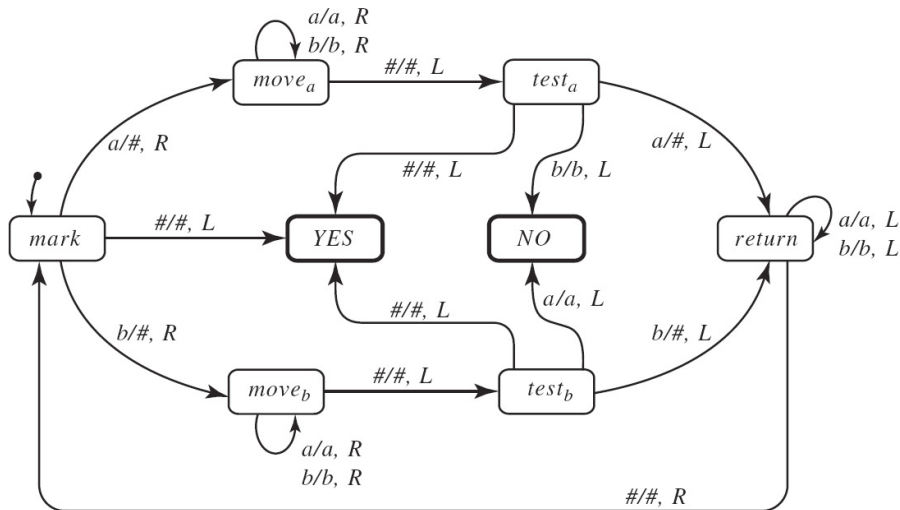 a/a, R
b/b, R
move_a
#/#, L
test_a
a/#, R
a/#, L
#/#, L
b/b, L
mark
#/#, L
YES
NO
return
a/a, L
b/b, L
#/#, L
a/a, L
b/#, R
b/#, L
move_b
#/#, L
test_b
a/a, R
b/b, R
#/#, R